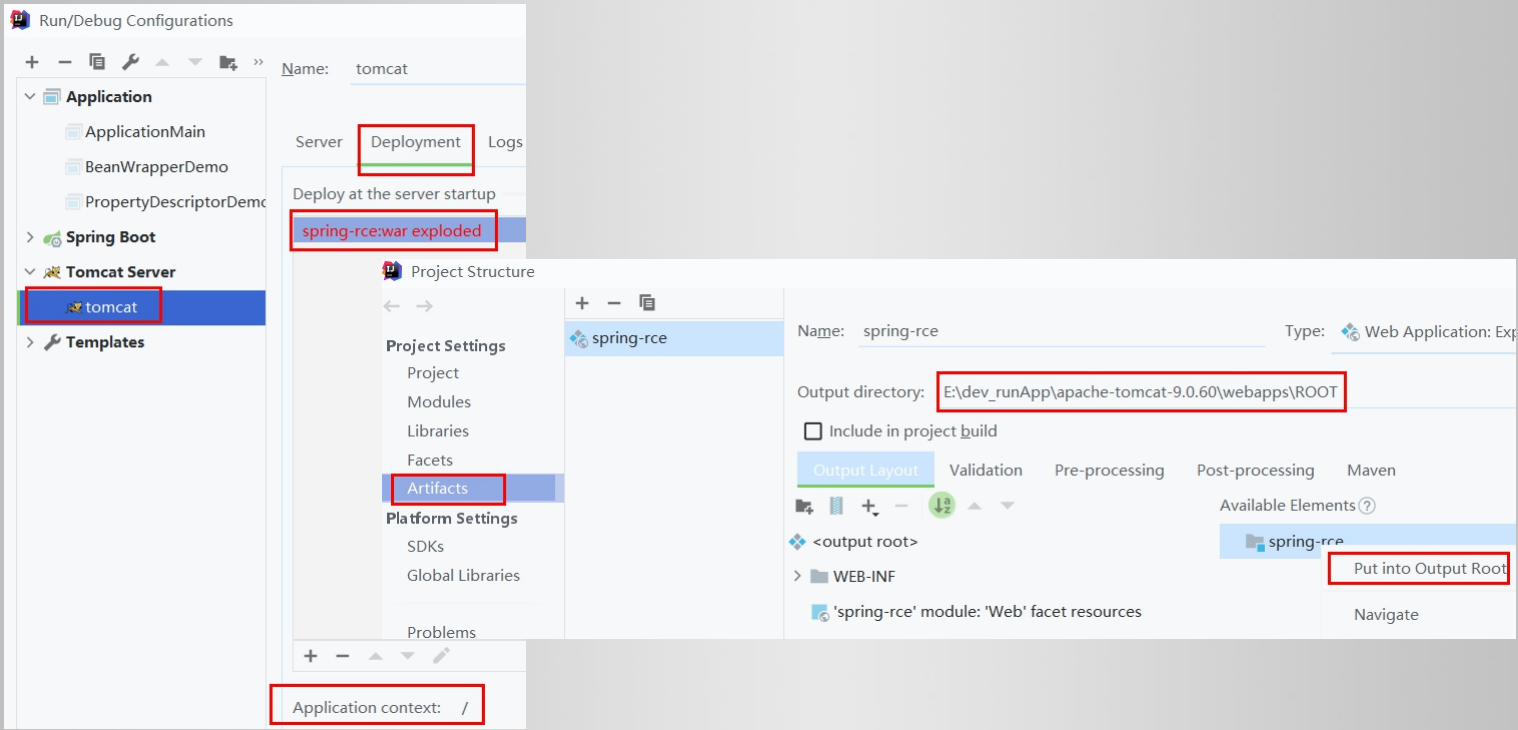 Run/Debug Configurations
Name: tomcat
Application
ApplicationMain
BeanWrapperDemo
PropertyDescriptorDemo
Spring Boot
Tomcat Server
tomcat
Templates
Server Deployment Logs
Deploy at the server startup
spring-rce:war exploded
Application context: /
Project Structure
Project Settings
Project
Modules
Libraries
Facets
Artifacts
Platform Settings
SDKs
Global Libraries
Problems
spring-rce
Name: spring-rce Type: Web Application: Exp
Output directory: E:\dev_runApp\apache-tomcat-9.0.60\webapps\ROOT
Include in project build
Output Layout Validation Pre-processing Post-processing Maven
Available Elements ?
<output root>
WEB-INF
'spring-rce' module: 'Web' facet resources
spring-rce
Put into Output Root
Navigate